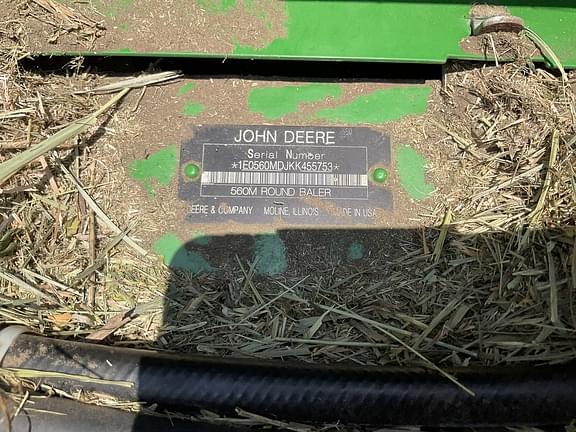 JOHN DEERE
Serial Number
*1E0560MDJKK455753*
560M ROUND BALER
DEERE & COMPANY MOLINE, ILLINOIS MADE IN USA